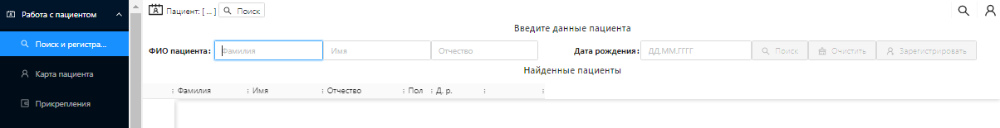 Работа с пациентом
Поиск и регистра...
Карта пациента
Прикрепления
Пациент: [ ... ] Поиск
Введите данные пациента
ФИО пациента: Фамилия Имя Отчество Дата рождения: ДД.ММ.ГГГГ Поиск Очистить Зарегистрировать
Найденные пациенты
Фамилия Имя Отчество Пол Д. р.